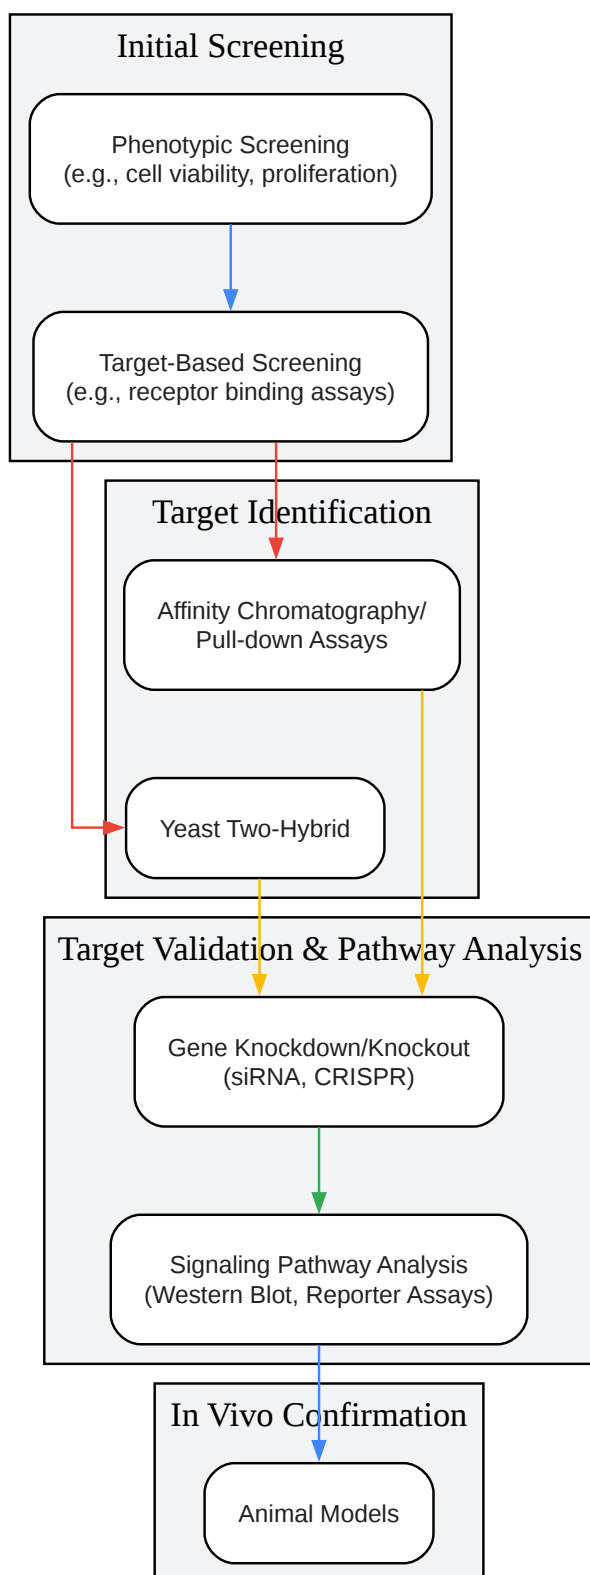 Initial Screening
Phenotypic Screening
(e.g., cell viability, proliferation)
Target-Based Screening
(e.g., receptor binding assays)
Target Identification
Affinity Chromatography/
Pull-down Assays
Yeast Two-Hybrid
Target Validation & Pathway Analysis
Gene Knockdown/Knockout
(siRNA, CRISPR)
Signaling Pathway Analysis
(Western Blot, Reporter Assays)
In Vivo Confirmation
Animal Models